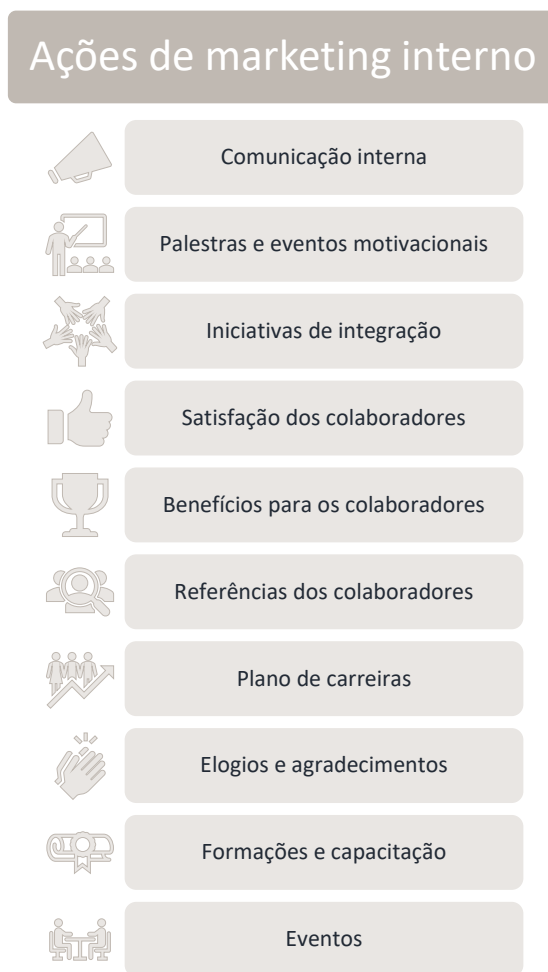 Ações de marketing interno
Comunicação interna
Palestras e eventos motivacionais
Iniciativas de integração
Satisfação dos colaboradores
Benefícios para os colaboradores
Referências dos colaboradores
Plano de carreiras
Elogios e agradecimentos
Formações e capacitação
Eventos